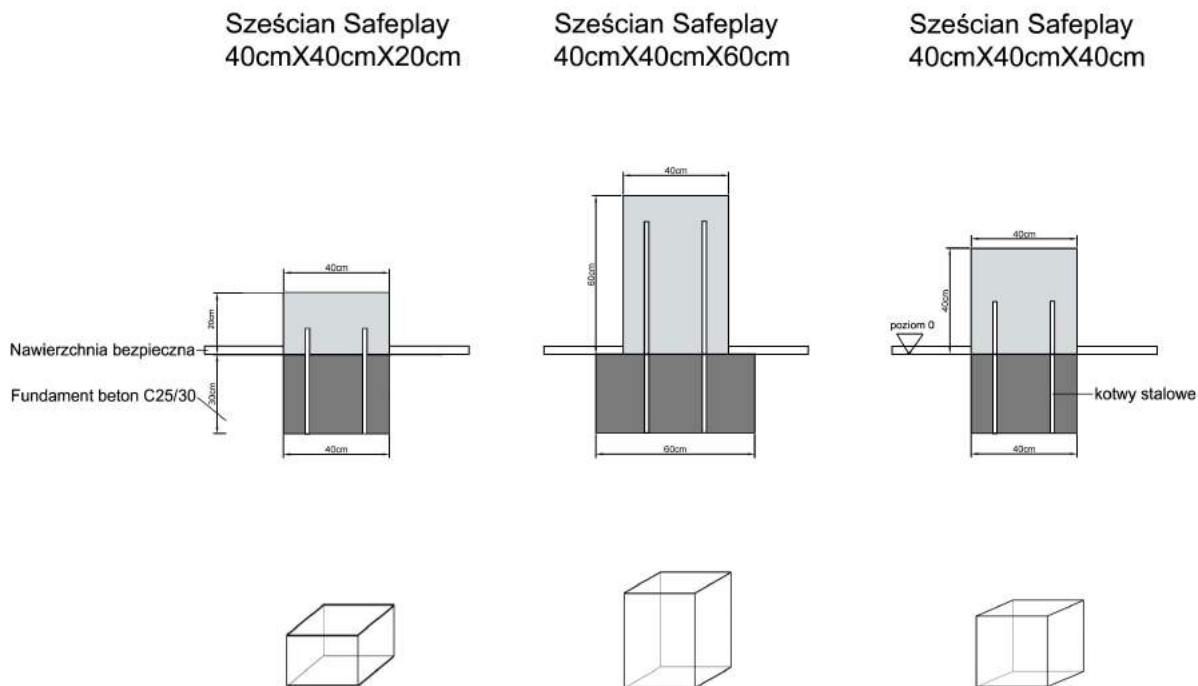 Sześcian Safeplay
40cmX40cmX20cm
Sześcian Safeplay
40cmX40cmX60cm
Sześcian Safeplay
40cmX40cmX40cm
40cm
20cm
Nawierzchnia bezpieczna
Fundament beton C25/30
30cm
40cm
40cm
60cm
60cm
40cm
40cm
poziom 0
kotwy stalowe
40cm